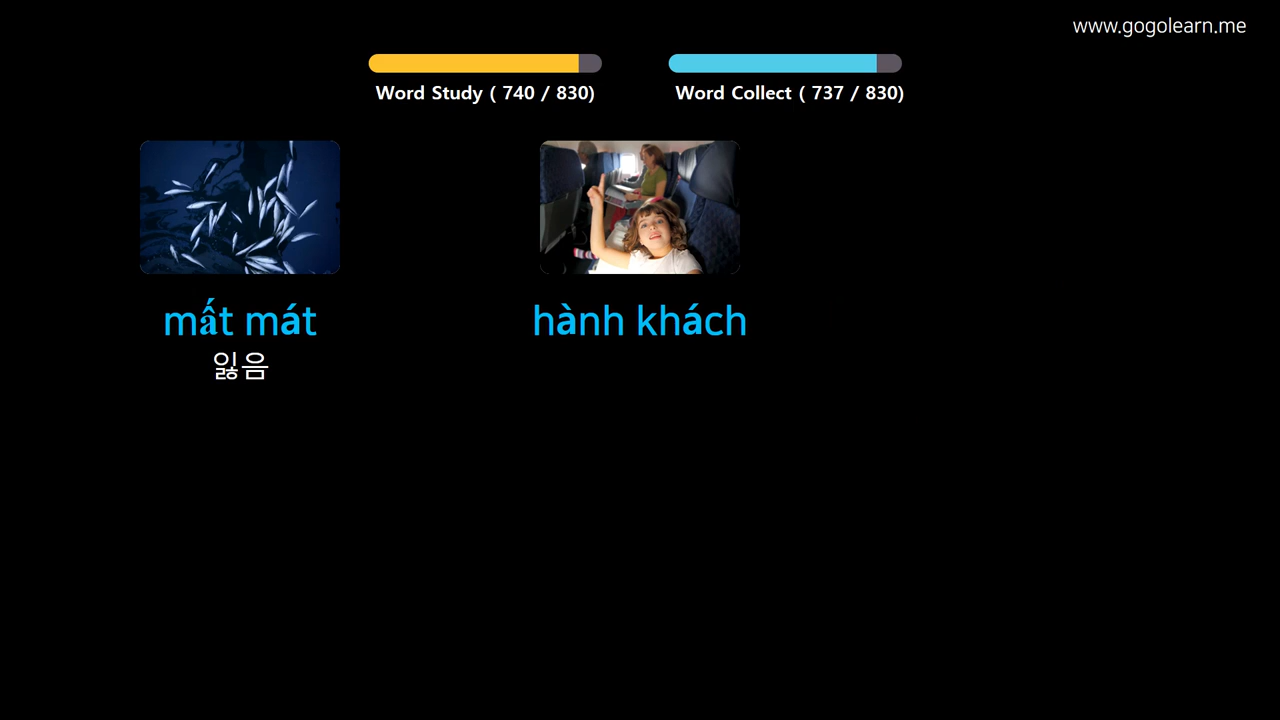 www.gogolearn.me
Word Study ( 740 / 830)
Word Collect ( 737 / 830)
mất mát
잃음
hành khách